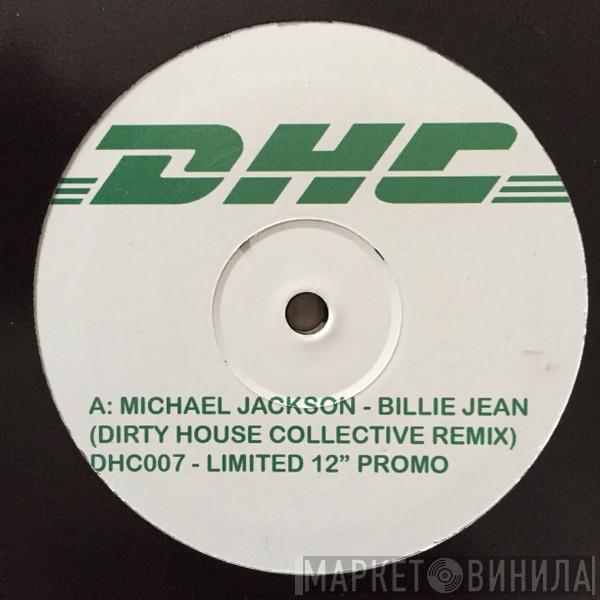 DHC
A: MICHAEL JACKSON - BILLIE JEAN
(DIRTY HOUSE COLLECTIVE REMIX)
DHC007 - LIMITED 12” PROMO
МАРКЕТ ВИНИЛА